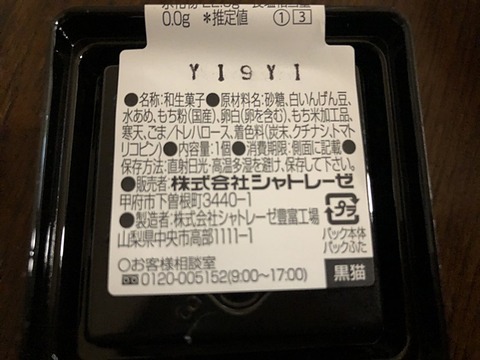 0.0g ＊推定値 ①③
Y19Y1
●名称:和生菓子●原材料名:砂糖、白いんげん豆、
水あめ、もち粉(国産)、卵白(卵を含む)、もち米加工品、
寒天、ごま/トレハロース、着色料(炭末、クチナシ、トマト
リコピン)●内容量:1個●消費期限:側面に記載●
保存方法:直射日光・高温多湿を避け、保存して下さい。
●販売者:株式会社シャトレーゼ
甲府市下曽根町3440-1
●製造者:株式会社シャトレーゼ豊富工場
山梨県中央市高部1111-1
プラ
パック本体
パックふた
○お客様相談室
0120-005152(9:00~17:00)
黒猫